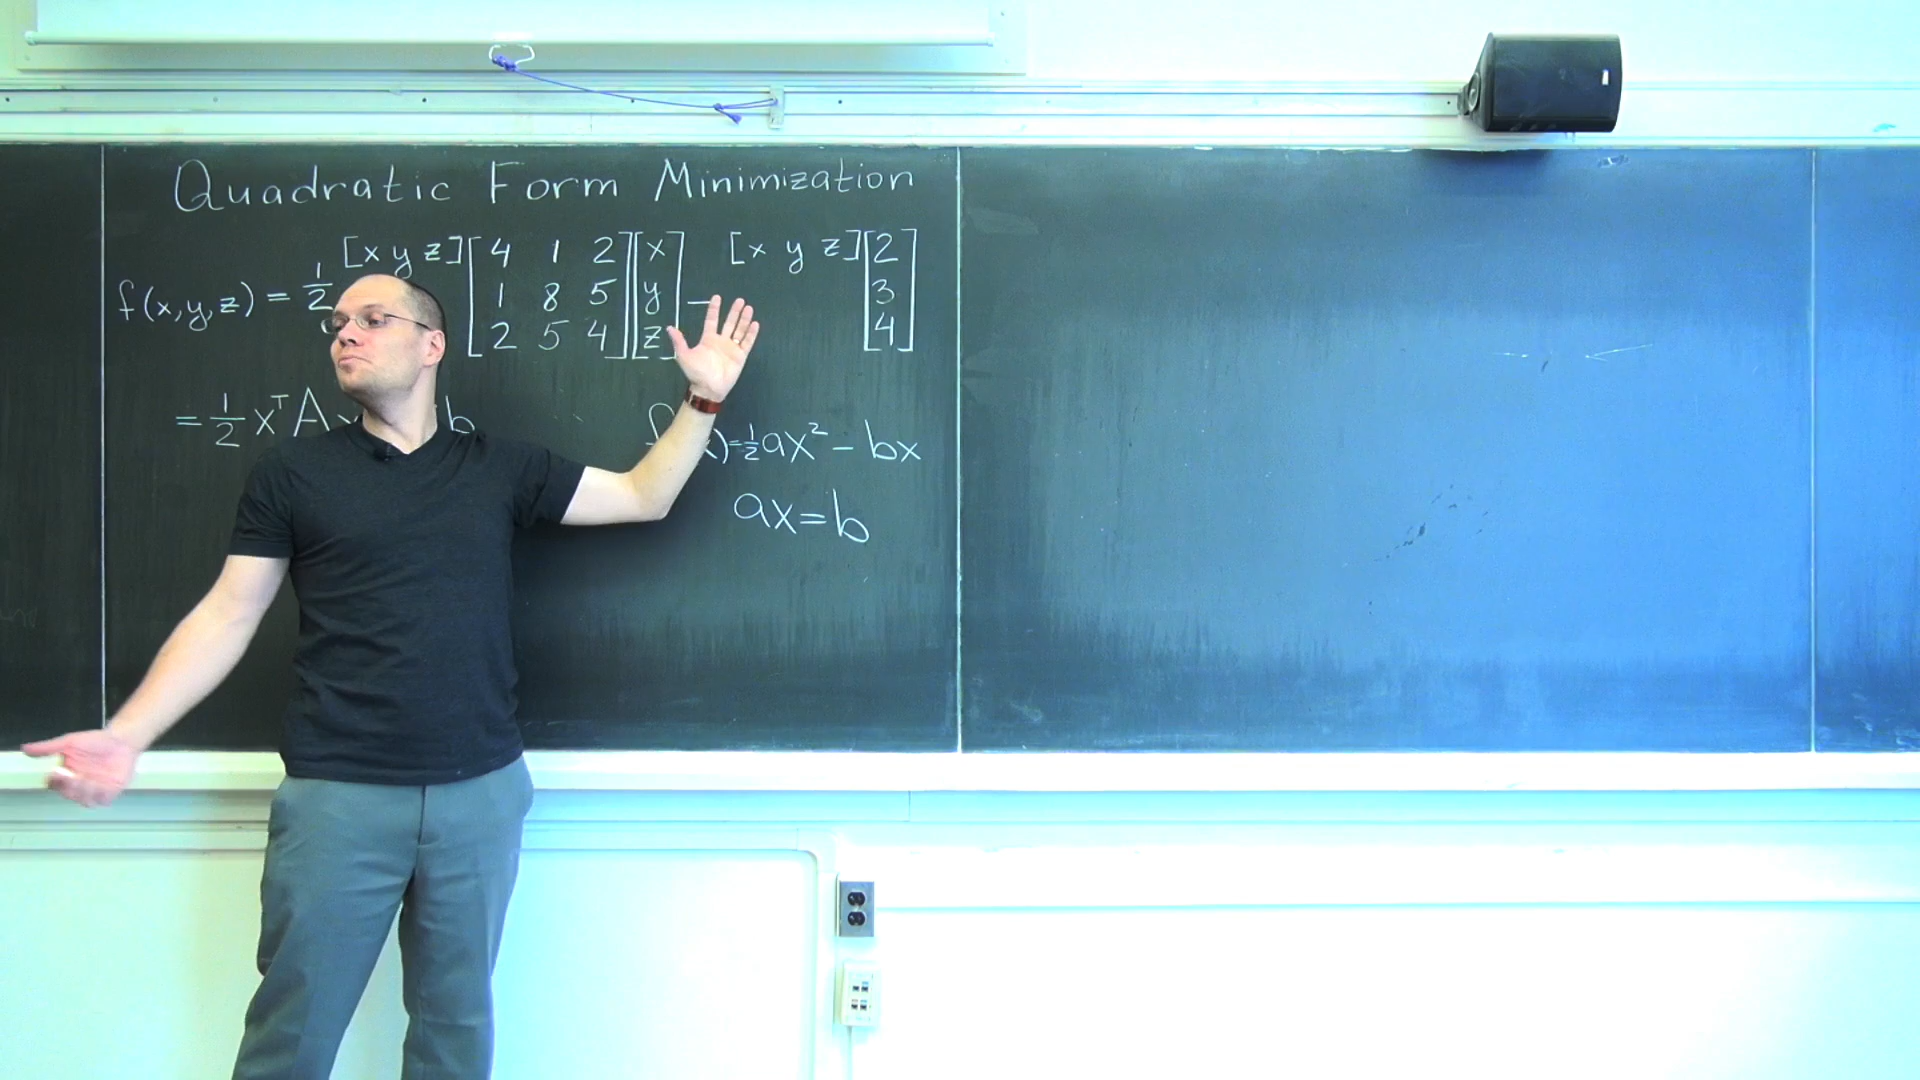 Quadratic Form Minimization
f(x,y,z) = 1/2 [x y z] [4 1 2; 1 8 5; 2 5 4] [x; y; z] − [x y z] [2; 3; 4]
= 1/2 xᵀA b
x)=1/2 ax² − bx
ax=b